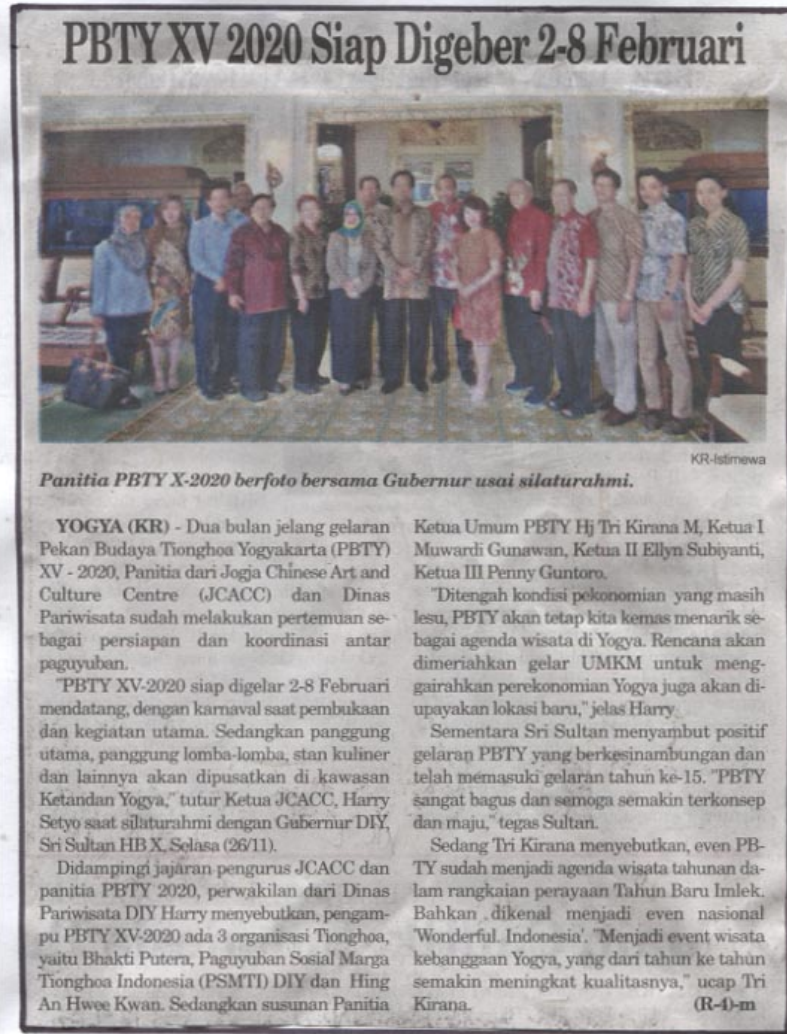 PBTY XV 2020 Siap Digeber 2-8 Februari
KR-Istimewa
Panitia PBTY X-2020 berfoto bersama Gubernur usai silaturahmi.
YOGYA (KR) - Dua bulan jelang gelaran
Pekan Budaya Tionghoa Yogyakarta (PBTY)
XV - 2020, Panitia dari Jogja Chinese Art and
Culture Centre (JCACC) dan Dinas
Pariwisata sudah melakukan pertemuan se-
bagai persiapan dan koordinasi antar
paguyuban.
"PBTY XV-2020 siap digelar 2-8 Februari
mendatang, dengan karnaval saat pembukaan
dan kegiatan utama. Sedangkan panggung
utama, panggung lomba-lomba, stan kuliner
dan lainnya akan dipusatkan di kawasan
Ketandan Yogya," tutur Ketua JCACC, Harry
Setyo saat silaturahmi dengan Gubernur DIY,
Sri Sultan HB X, Selasa (26/11).
Didampingi jajaran pengurus JCACC dan
panitia PBTY 2020, perwakilan dari Dinas
Pariwisata DIY Harry menyebutkan, pengam-
pu PBTY XV-2020 ada 3 organisasi Tionghoa,
yaitu Bhakti Putera, Paguyuban Sosial Marga
Tionghoa Indonesia (PSMTI) DIY dan Hing
An Hwee Kwan. Sedangkan susunan Panitia
Ketua Umum PBTY Hj Tri Kirana M, Ketua I
Muwardi Gunawan, Ketua II Ellyn Subiyanti,
Ketua III Penny Guntoro.
"Ditengah kondisi pekonomian yang masih
lesu, PBTY akan tetap kita kemas menarik se-
bagai agenda wisata di Yogya. Rencana akan
dimeriahkan gelar UMKM untuk meng-
gairahkan perekonomian Yogya juga akan di-
upayakan lokasi baru," jelas Harry.
Sementara Sri Sultan menyambut positif
gelaran PBTY yang berkesinambungan dan
telah memasuki gelaran tahun ke-15. "PBTY
sangat bagus dan semoga semakin terkonsep
dan maju," tegas Sultan.
Sedang Tri Kirana menyebutkan, even PB-
TY sudah menjadi agenda wisata tahunan da-
lam rangkaian perayaan Tahun Baru Imlek.
Bahkan dikenal menjadi even nasional
'Wonderful. Indonesia'. "Menjadi event wisata
kebanggaan Yogya, yang dari tahun ke tahun
semakin meningkat kualitasnya," ucap Tri
Kirana. (R-4)-m